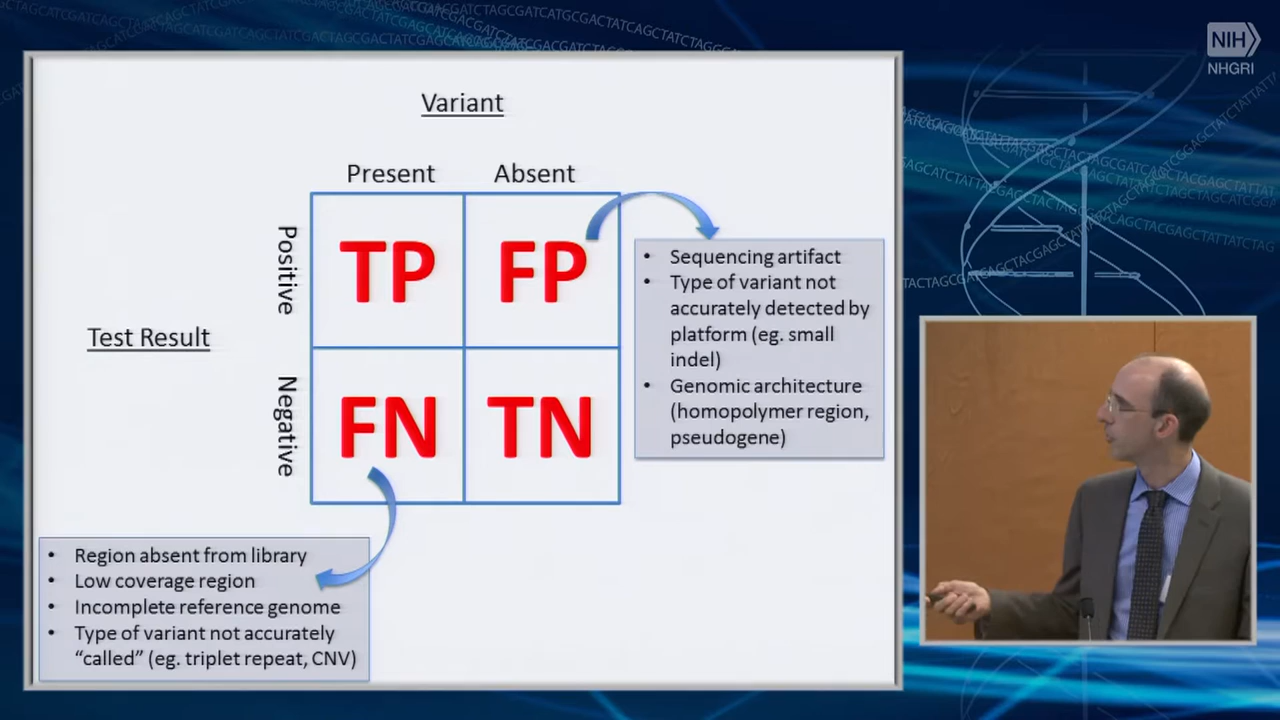 NIH
NHGRI
Variant
Present Absent
Test Result
Positive
TP FP
Negative
FN TN
• Sequencing artifact
• Type of variant not
accurately detected by
platform (eg. small
indel)
• Genomic architecture
(homopolymer region,
pseudogene)
• Region absent from library
• Low coverage region
• Incomplete reference genome
• Type of variant not accurately
“called” (eg. triplet repeat, CNV)